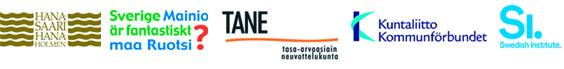 HANA
SAARI
HANA
HOLMEN
Sverige Mainio
är fantastiskt
maa Ruotsi?
TANE
tasa-arvoasiain
neuvottelukunta
Kuntaliitto
Kommunförbundet
SI.
Swedish Institute.